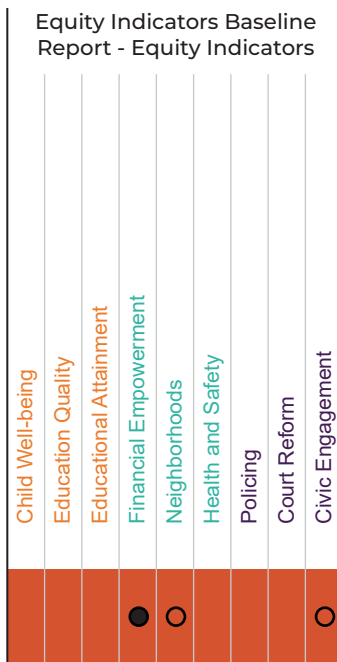 Equity Indicators Baseline
Report - Equity Indicators
Child Well-being
Education Quality
Educational Attainment
Financial Empowerment
Neighborhoods
Health and Safety
Policing
Court Reform
Civic Engagement